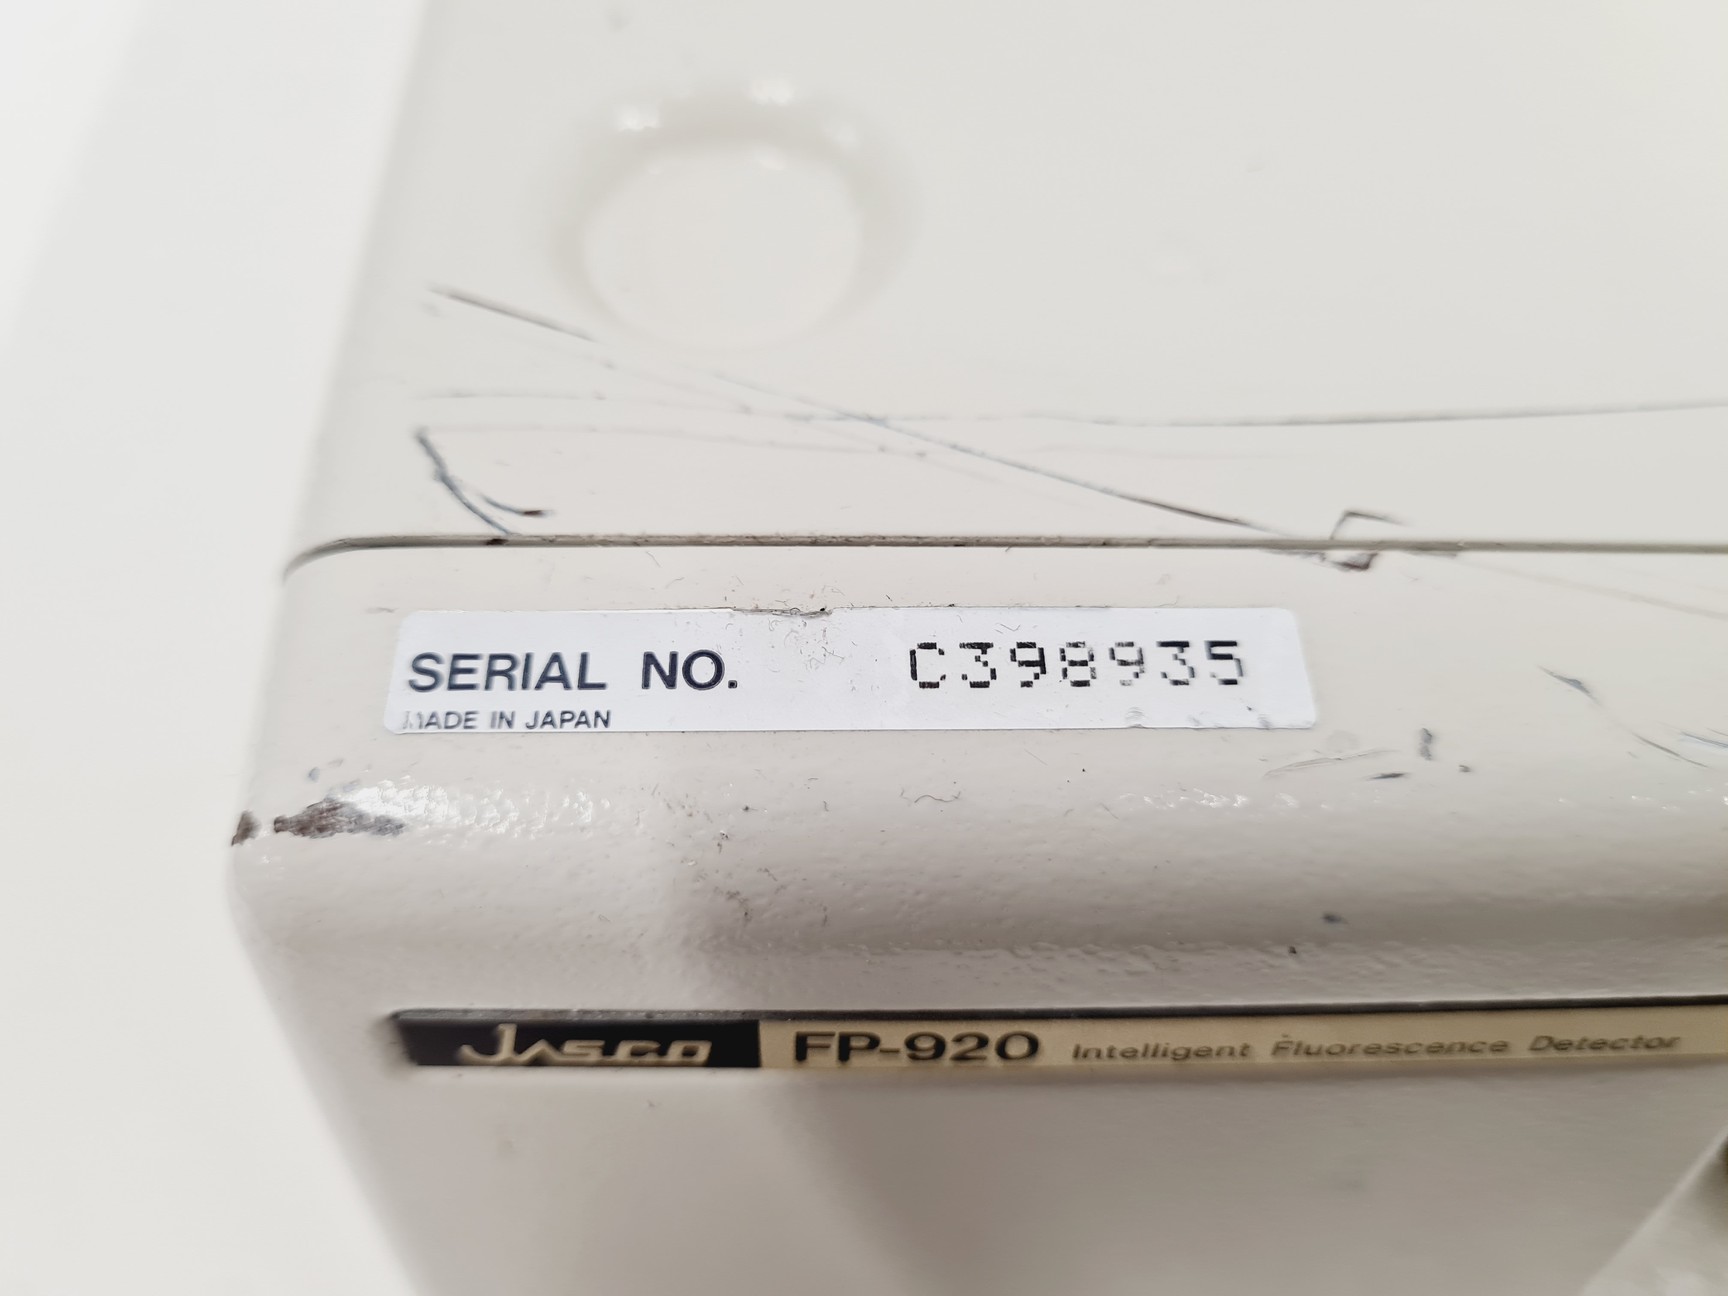 SERIAL NO. C398935
MADE IN JAPAN
Jasco FP-920 Intelligent Fluorescence Detector